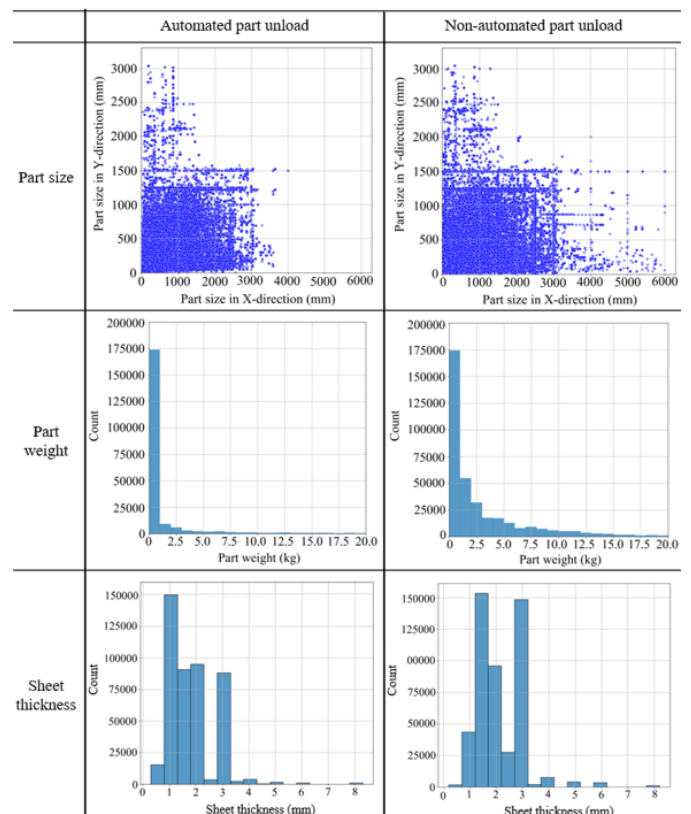 Automated part unload
Non-automated part unload
Part size
Part size in Y-direction (mm)
3000
2500
2000
1500
1000
500
0
0 1000 2000 3000 4000 5000 6000
Part size in X-direction (mm)
Part size in Y-direction (mm)
3000
2500
2000
1500
1000
500
0
0 1000 2000 3000 4000 5000 6000
Part size in X-direction (mm)
Part
weight
Count
200000
175000
150000
125000
100000
75000
50000
25000
0
0 2.5 5.0 7.5 10.0 12.5 15.0 17.5 20.0
Part weight (kg)
Count
200000
175000
150000
125000
100000
75000
50000
25000
0
0 2.5 5.0 7.5 10.0 12.5 15.0 17.5 20.0
Part weight (kg)
Sheet
thickness
Count
150000
125000
100000
75000
50000
25000
0
0 1 2 3 4 5 6 7 8
Sheet thickness (mm)
Count
150000
25000
00000
75000
50000
25000
0
0 1 2 3 4 5 6 7 8
Sheet thickness (mm)